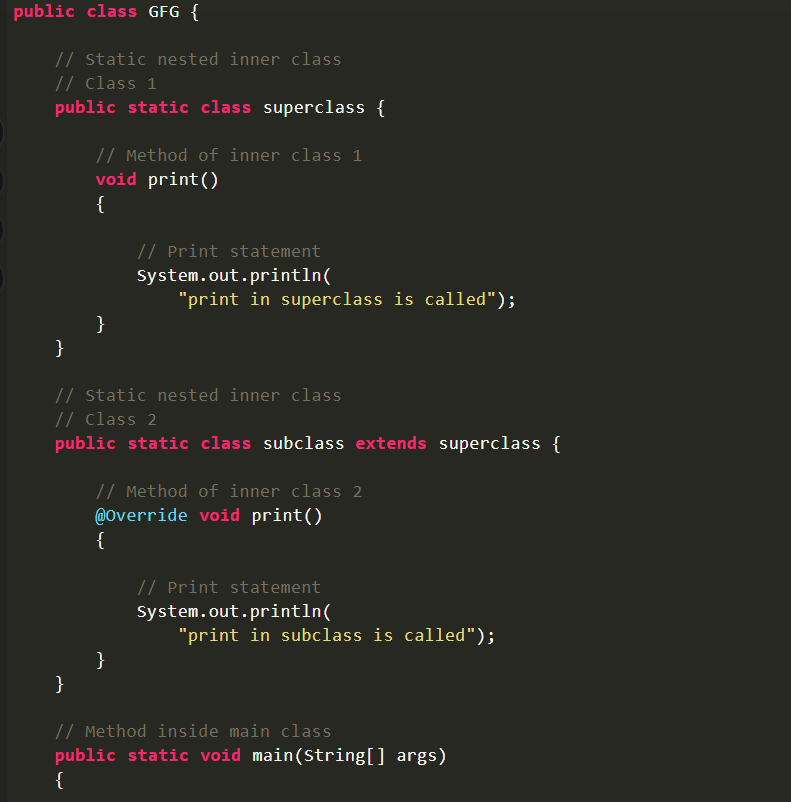 public class GFG {
// Static nested inner class
// Class 1
public static class superclass {
// Method of inner class 1
void print()
{
// Print statement
System.out.println(
"print in superclass is called");
}
}
// Static nested inner class
// Class 2
public static class subclass extends superclass {
// Method of inner class 2
@Override void print()
{
// Print statement
System.out.println(
"print in subclass is called");
}
}
// Method inside main class
public static void main(String[] args)
{